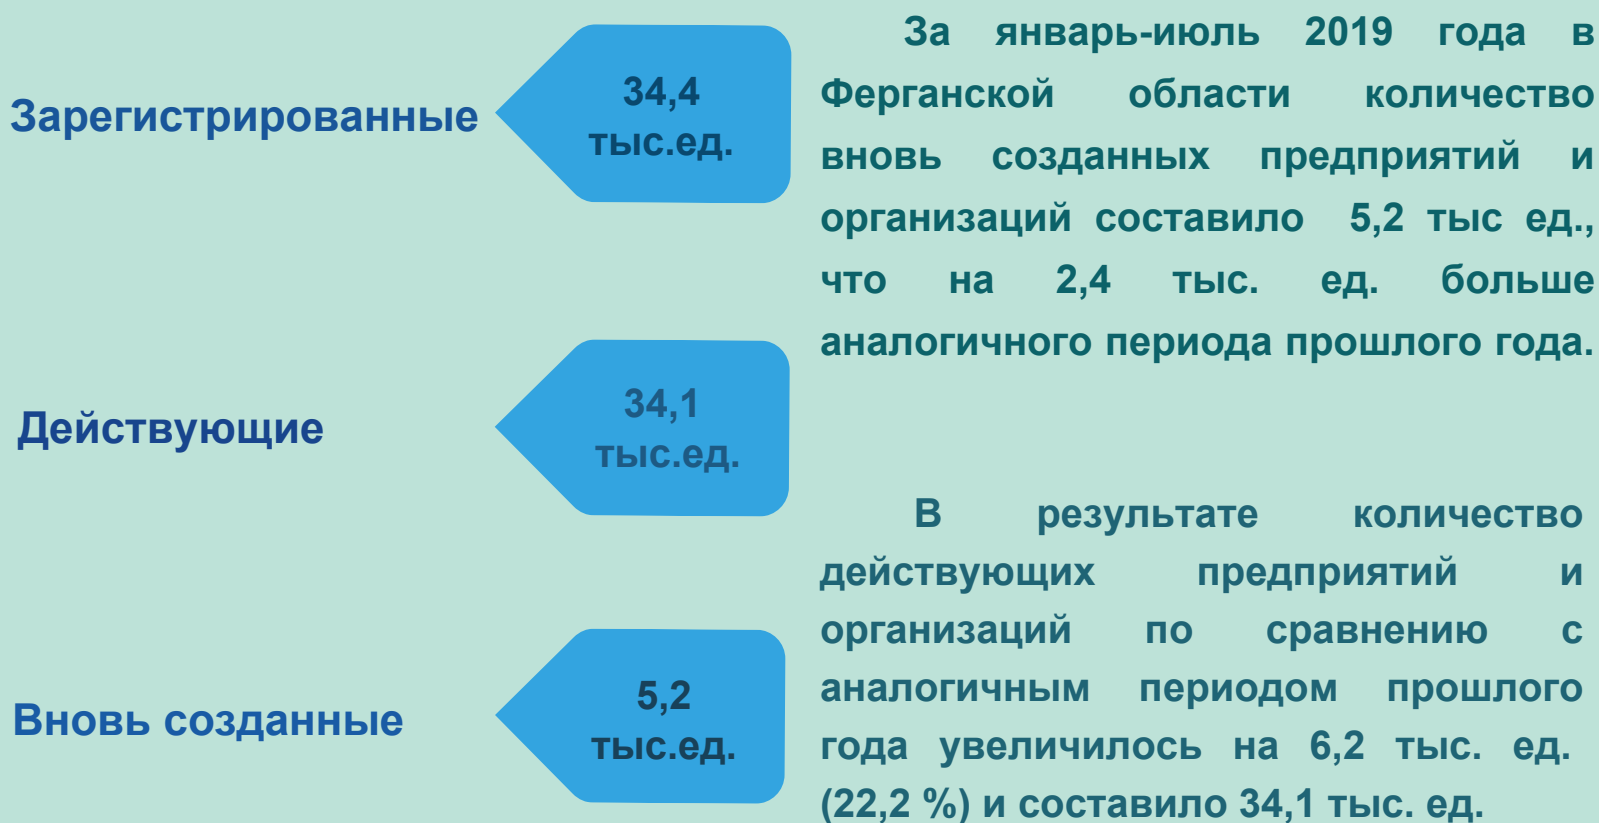 Зарегистрированные
34,4
тыс.ед.
Действующие
34,1
тыс.ед.
Вновь созданные
5,2
тыс.ед.
За январь-июль 2019 года в
Ферганской области количество
вновь созданных предприятий и
организаций составило 5,2 тыс ед.,
что на 2,4 тыс. ед. больше
аналогичного периода прошлого года.
В результате количество
действующих предприятий и
организаций по сравнению с
аналогичным периодом прошлого
года увеличилось на 6,2 тыс. ед.
(22,2 %) и составило 34,1 тыс. ед.